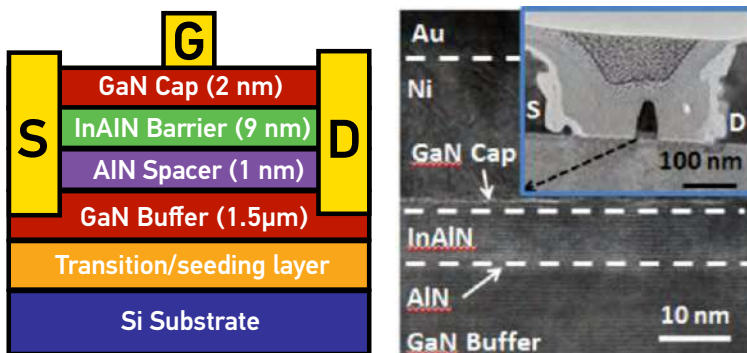 G
S
D
GaN Cap (2 nm)
InAlN Barrier (9 nm)
AlN Spacer (1 nm)
GaN Buffer (1.5µm)
Transition/seeding layer
Si Substrate
Au
Ni
S
D
100 nm
GaN Cap
InAlN
AlN
GaN Buffer
10 nm